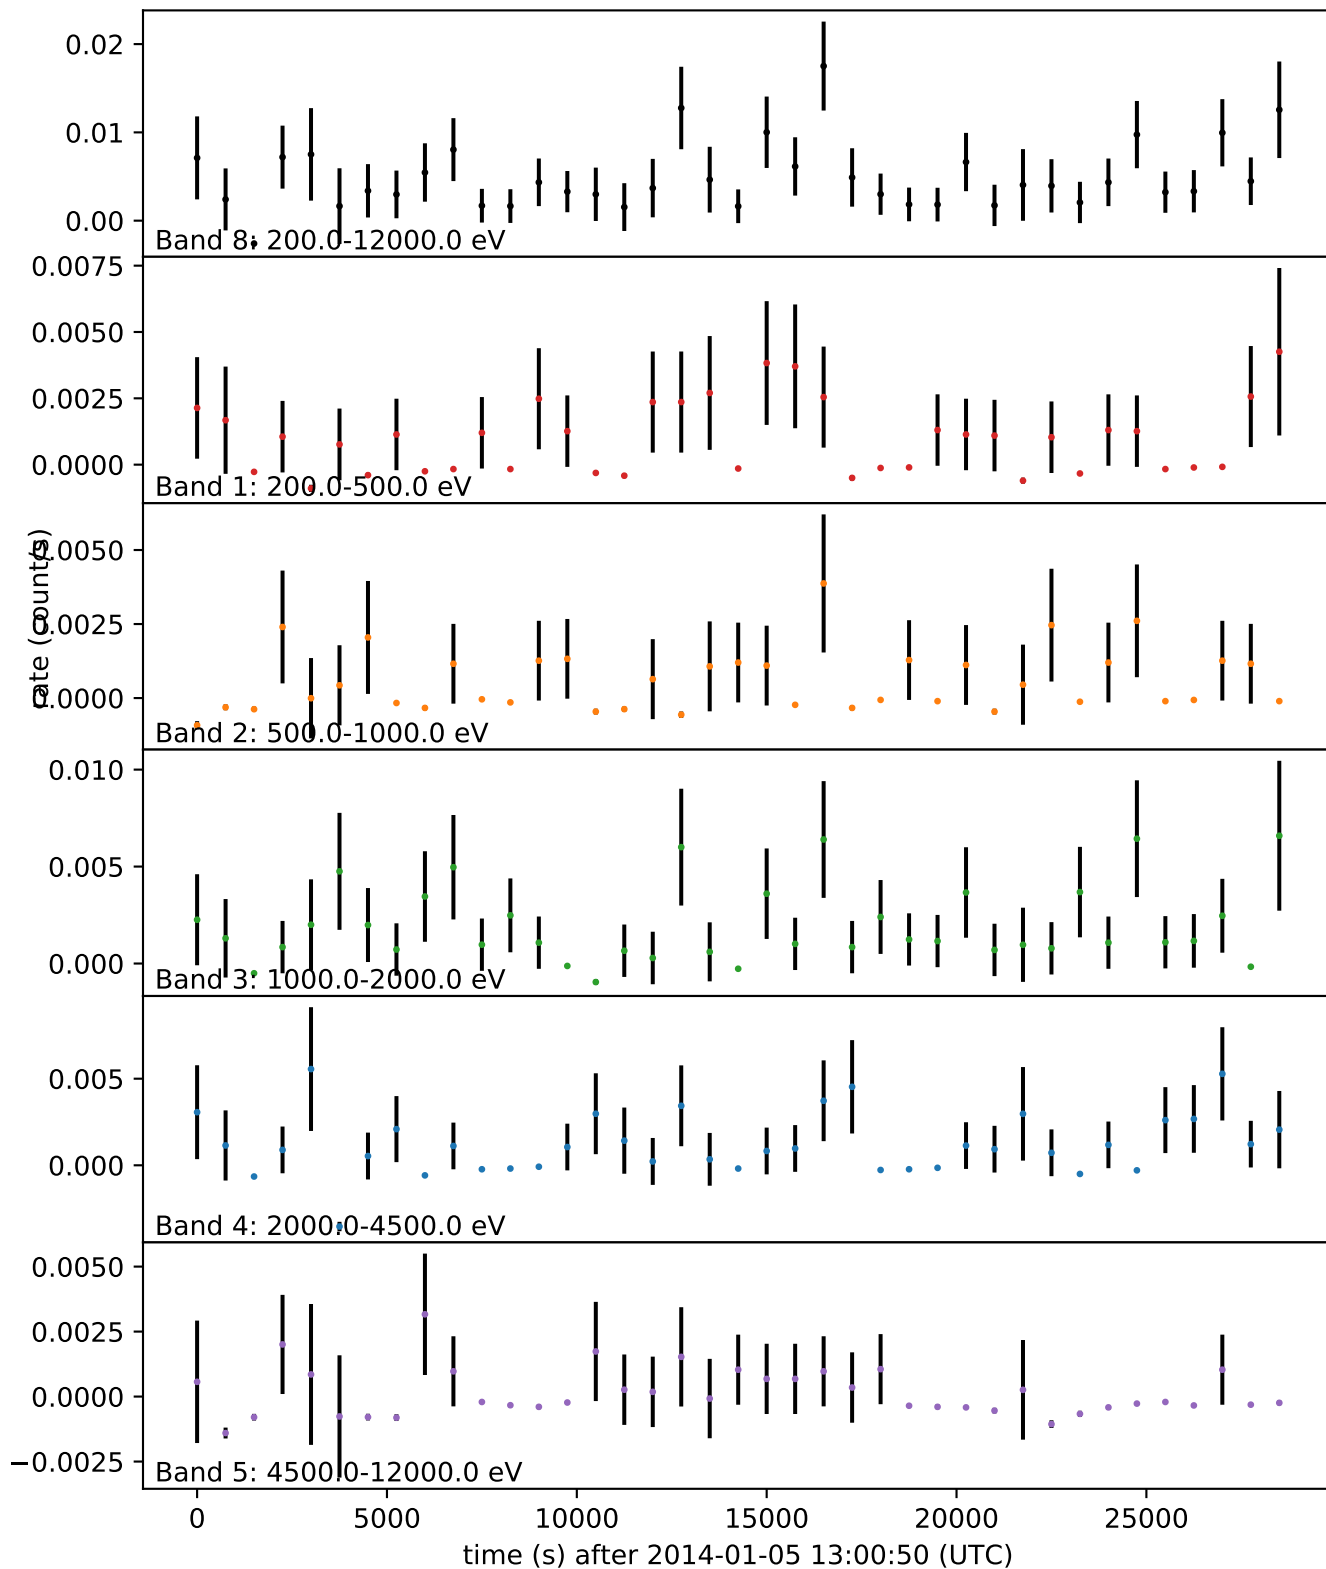 0.02
0.01
0.00
Band 8: 200.0-12000.0 eV
0.0075
0.0050
0.0025
0.0000
Band 1: 200.0-500.0 eV
rate (count/s)
0.0050
0.0025
0.0000
Band 2: 500.0-1000.0 eV
0.010
0.005
0.000
Band 3: 1000.0-2000.0 eV
0.005
0.000
Band 4: 2000.0-4500.0 eV
0.0050
0.0025
0.0000
−0.0025
Band 5: 4500.0-12000.0 eV
0 5000 10000 15000 20000 25000
time (s) after 2014-01-05 13:00:50 (UTC)